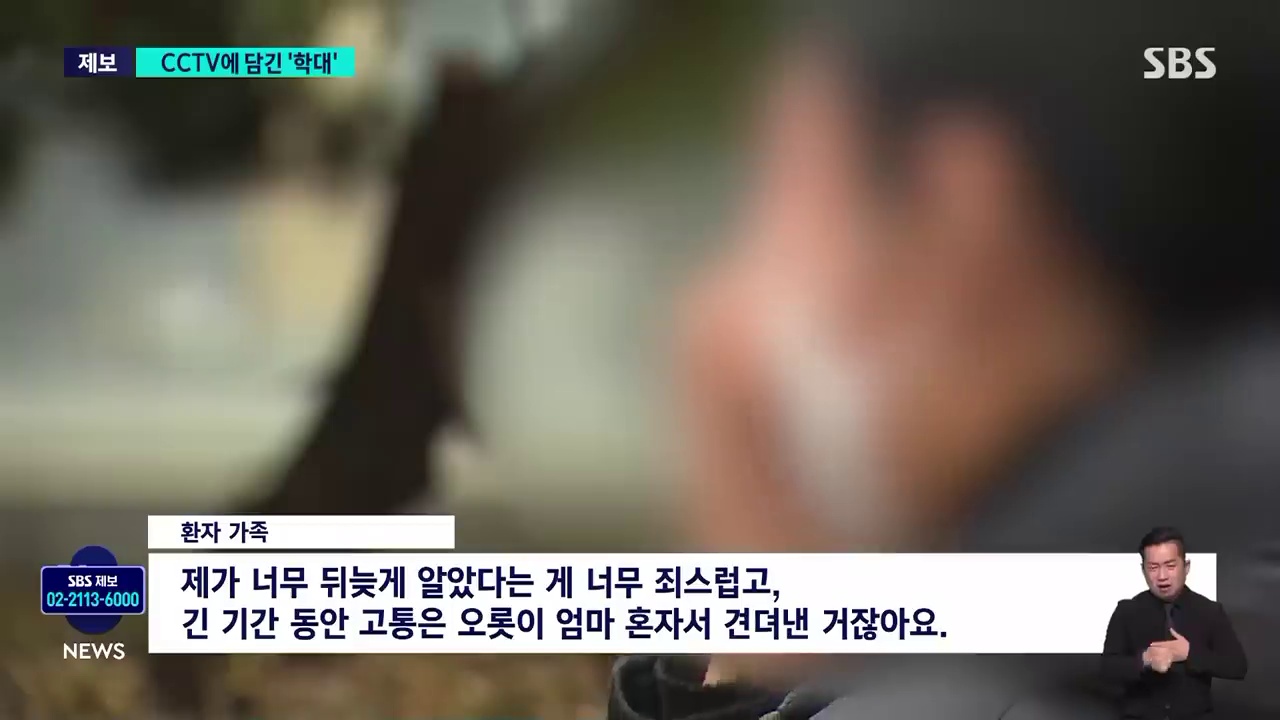 제보 CCTV에 담긴 '학대'
SBS
환자 가족
제가 너무 뒤늦게 알았다는 게 너무 죄스럽고,
긴 기간 동안 고통은 오롯이 엄마 혼자서 견뎌낸 거잖아요.
SBS 제보
02-2113-6000
NEWS